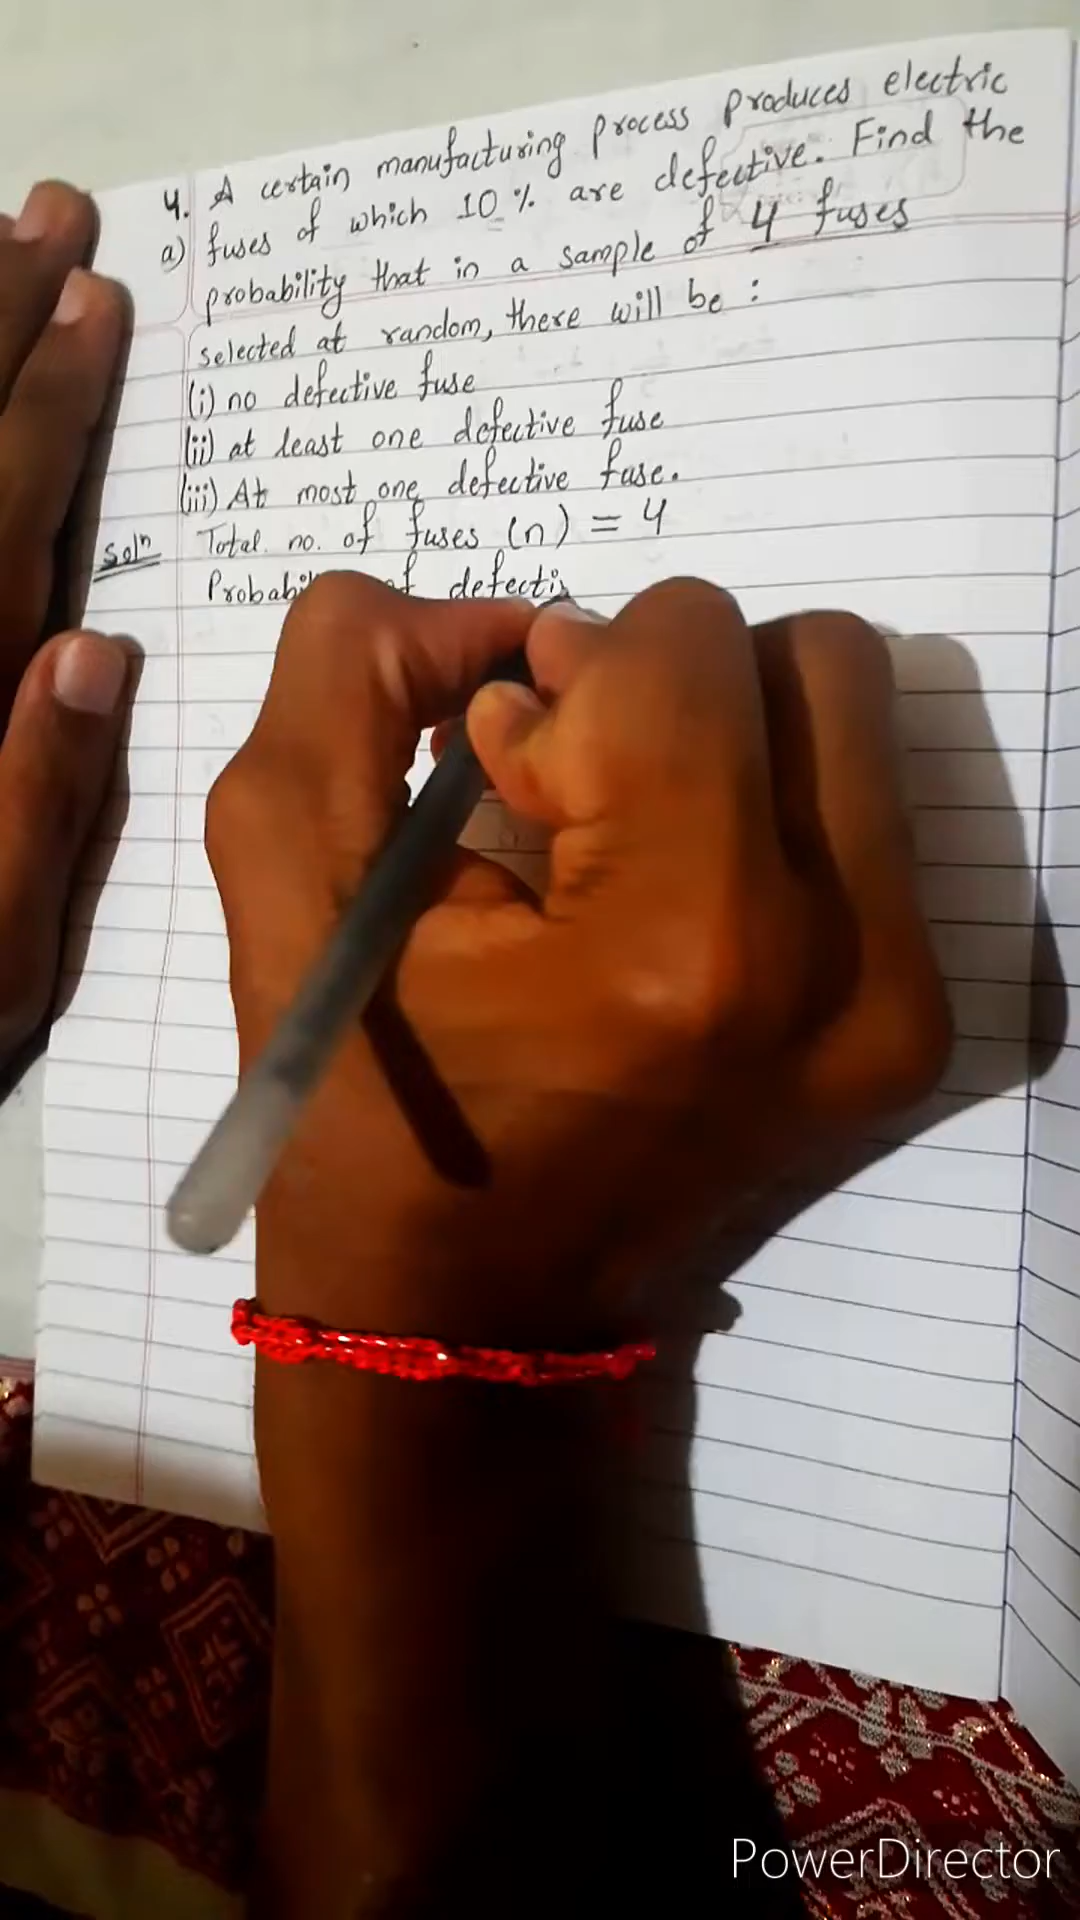 4. A certain manufacturing process produces electric
a) fuses of which 10 % are defective. Find the
probability that in a sample of 4 fuses
selected at random, there will be :
(i) no defective fuse
(ii) at least one defective fuse
(iii) At most one defective fuse.
Soln Total. no. of fuses (n) = 4
of
PowerDirector